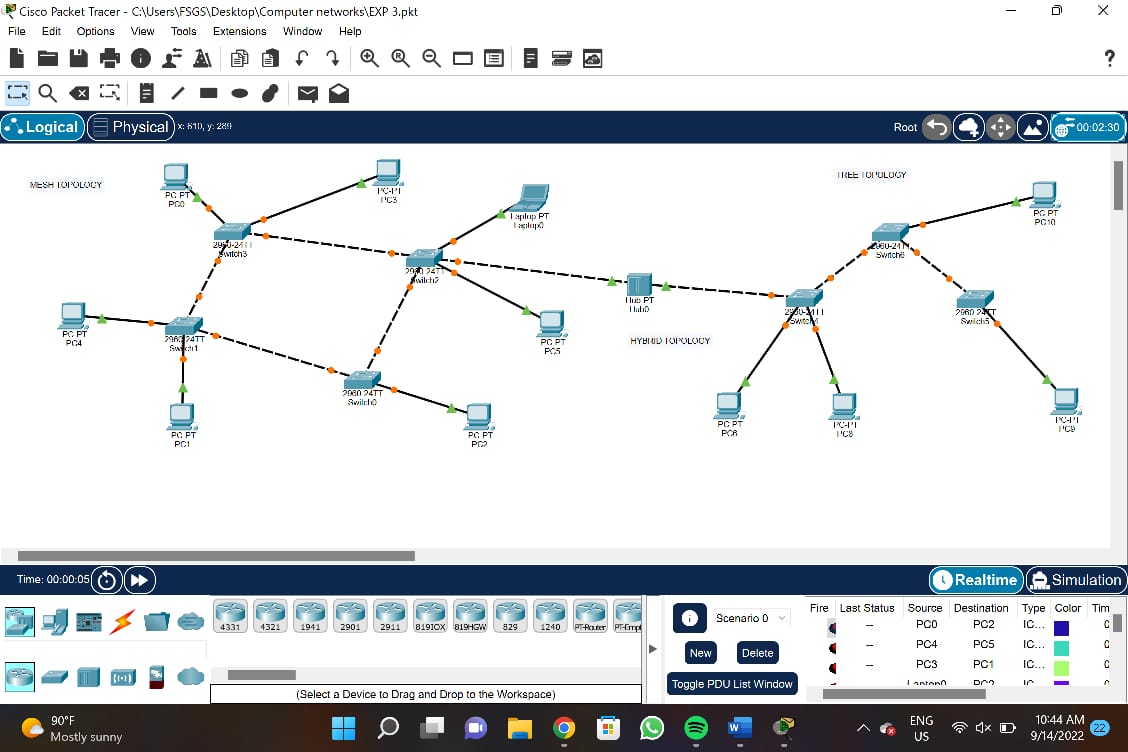 Cisco Packet Tracer - C:\Users\FSGS\Desktop\Computer networks\EXP 3.pkt
File Edit Options View Tools Extensions Window Help
Logical Physical x: 610, y: 289 Root 00:02:30
MESH TOPOLOGY
TREE TOPOLOGY
PC-PT
PC0
PC-PT
PC3
Laptop-PT
Laptop0
PC-PT
PC10
2960-24TT
Switch3
2960-24TT
Switch6
2960-24TT
Switch2
Hub-PT
Hub0
2960-24TT
Switch4
2960-24TT
Switch5
PC-PT
PC4
2960-24TT
Switch1
PC-PT
PC5
HYBRID TOPOLOGY
2960-24TT
Switch0
PC-PT
PC1
PC-PT
PC2
PC-PT
PC6
PC-PT
PC8
PC-PT
PC9
Time: 00:00:05 Realtime Simulation
4331 4321 1941 2901 2911 819IOX 819HGW 829 1240 PT-Router PT-Empt
(Select a Device to Drag and Drop to the Workspace)
Scenario 0
New Delete
Toggle PDU List Window
Fire Last Status Source Destination Type Color Tim
-- PC0 PC2 IC... 0
-- PC4 PC5 IC... 0
-- PC3 PC1 IC... 0
90°F
Mostly sunny
ENG
US
10:44 AM
9/14/2022
22